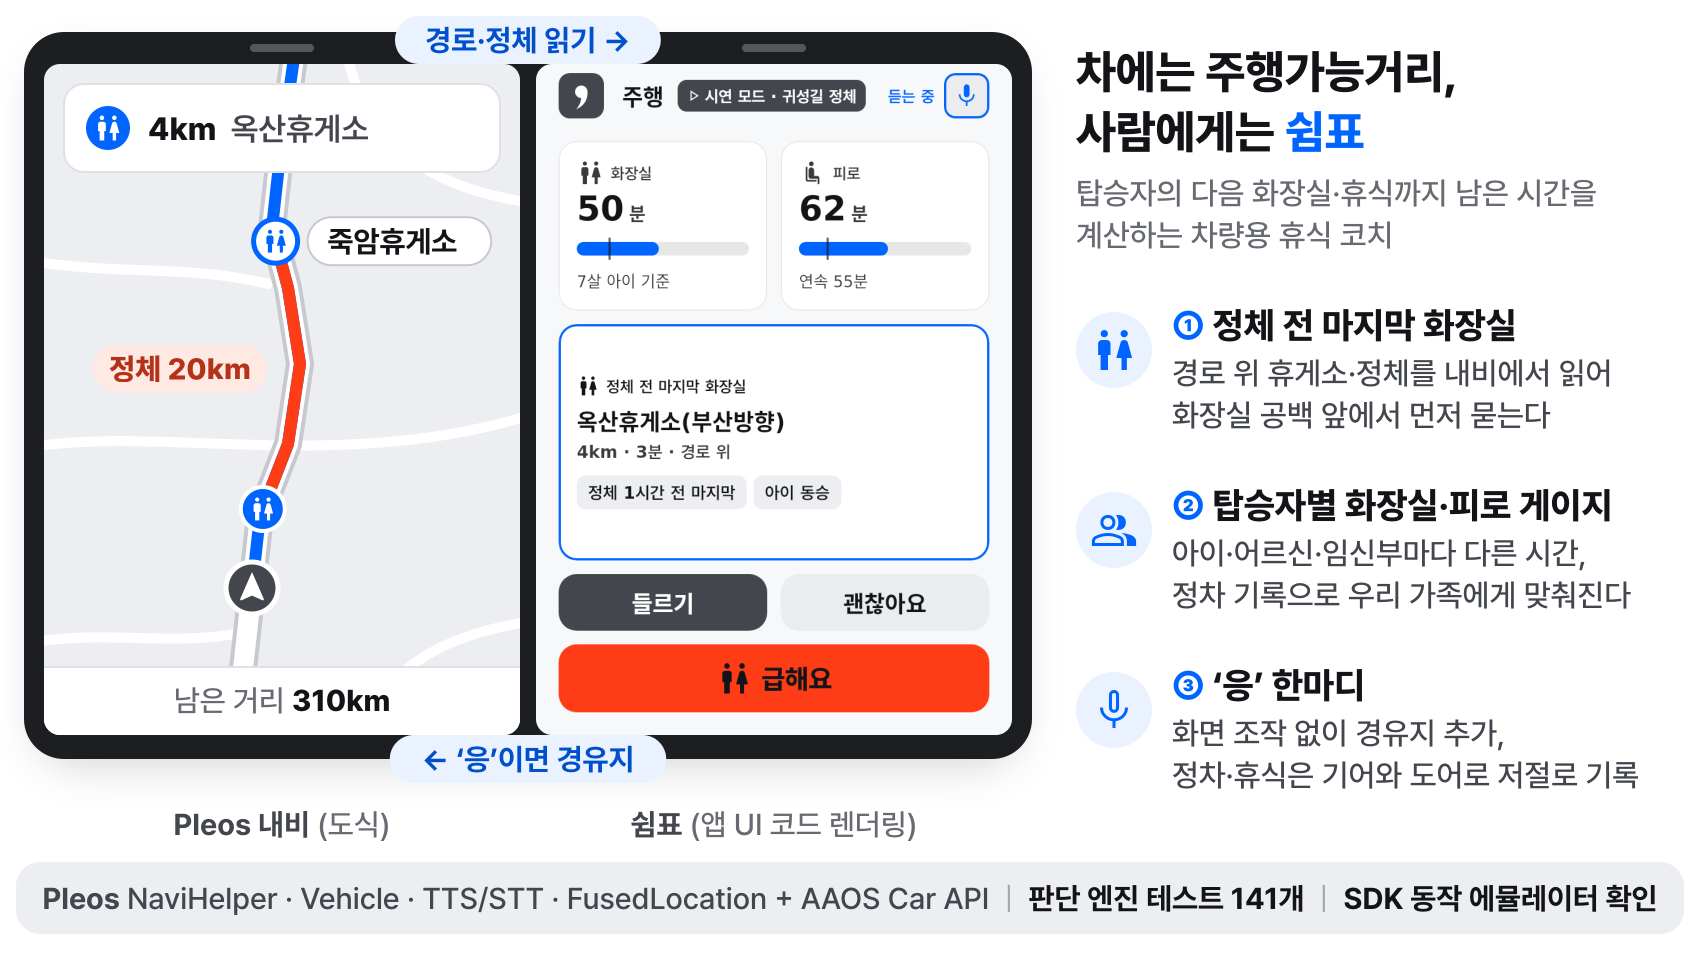 경로·정체 읽기 →
4km 옥산휴게소
죽암휴게소
정체 20km
남은 거리 310km
주행
▷ 시연 모드 · 귀성길 정체
듣는 중
화장실
50 분
7살 아이 기준
피로
62 분
연속 55분
정체 전 마지막 화장실
옥산휴게소(부산방향)
4km · 3분 · 경로 위
정체 1시간 전 마지막
아이 동승
들르기
괜찮아요
급해요
← ‘응’이면 경유지
Pleos 내비 (도식)
쉼표 (앱 UI 코드 렌더링)
차에는 주행가능거리,
사람에게는 쉼표
탑승자의 다음 화장실·휴식까지 남은 시간을
계산하는 차량용 휴식 코치
① 정체 전 마지막 화장실
경로 위 휴게소·정체를 내비에서 읽어
화장실 공백 앞에서 먼저 묻는다
② 탑승자별 화장실·피로 게이지
아이·어르신·임신부마다 다른 시간,
정차 기록으로 우리 가족에게 맞춰진다
③ ‘응’ 한마디
화면 조작 없이 경유지 추가,
정차·휴식은 기어와 도어로 저절로 기록
Pleos NaviHelper · Vehicle · TTS/STT · FusedLocation + AAOS Car API | 판단 엔진 테스트 141개 | SDK 동작 에뮬레이터 확인